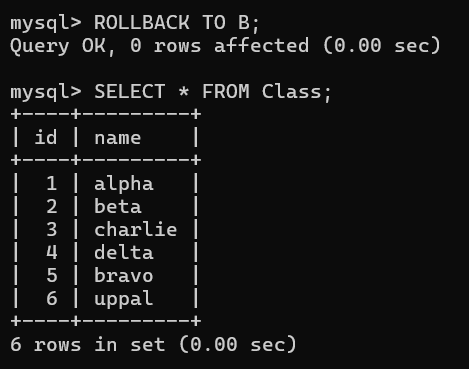 mysql> ROLLBACK TO B;
Query OK, 0 rows affected (0.00 sec)
mysql> SELECT * FROM Class;
+----+---------+
| id | name    |
+----+---------+
|  1 | alpha   |
|  2 | beta    |
|  3 | charlie |
|  4 | delta   |
|  5 | bravo   |
|  6 | uppal   |
+----+---------+
6 rows in set (0.00 sec)